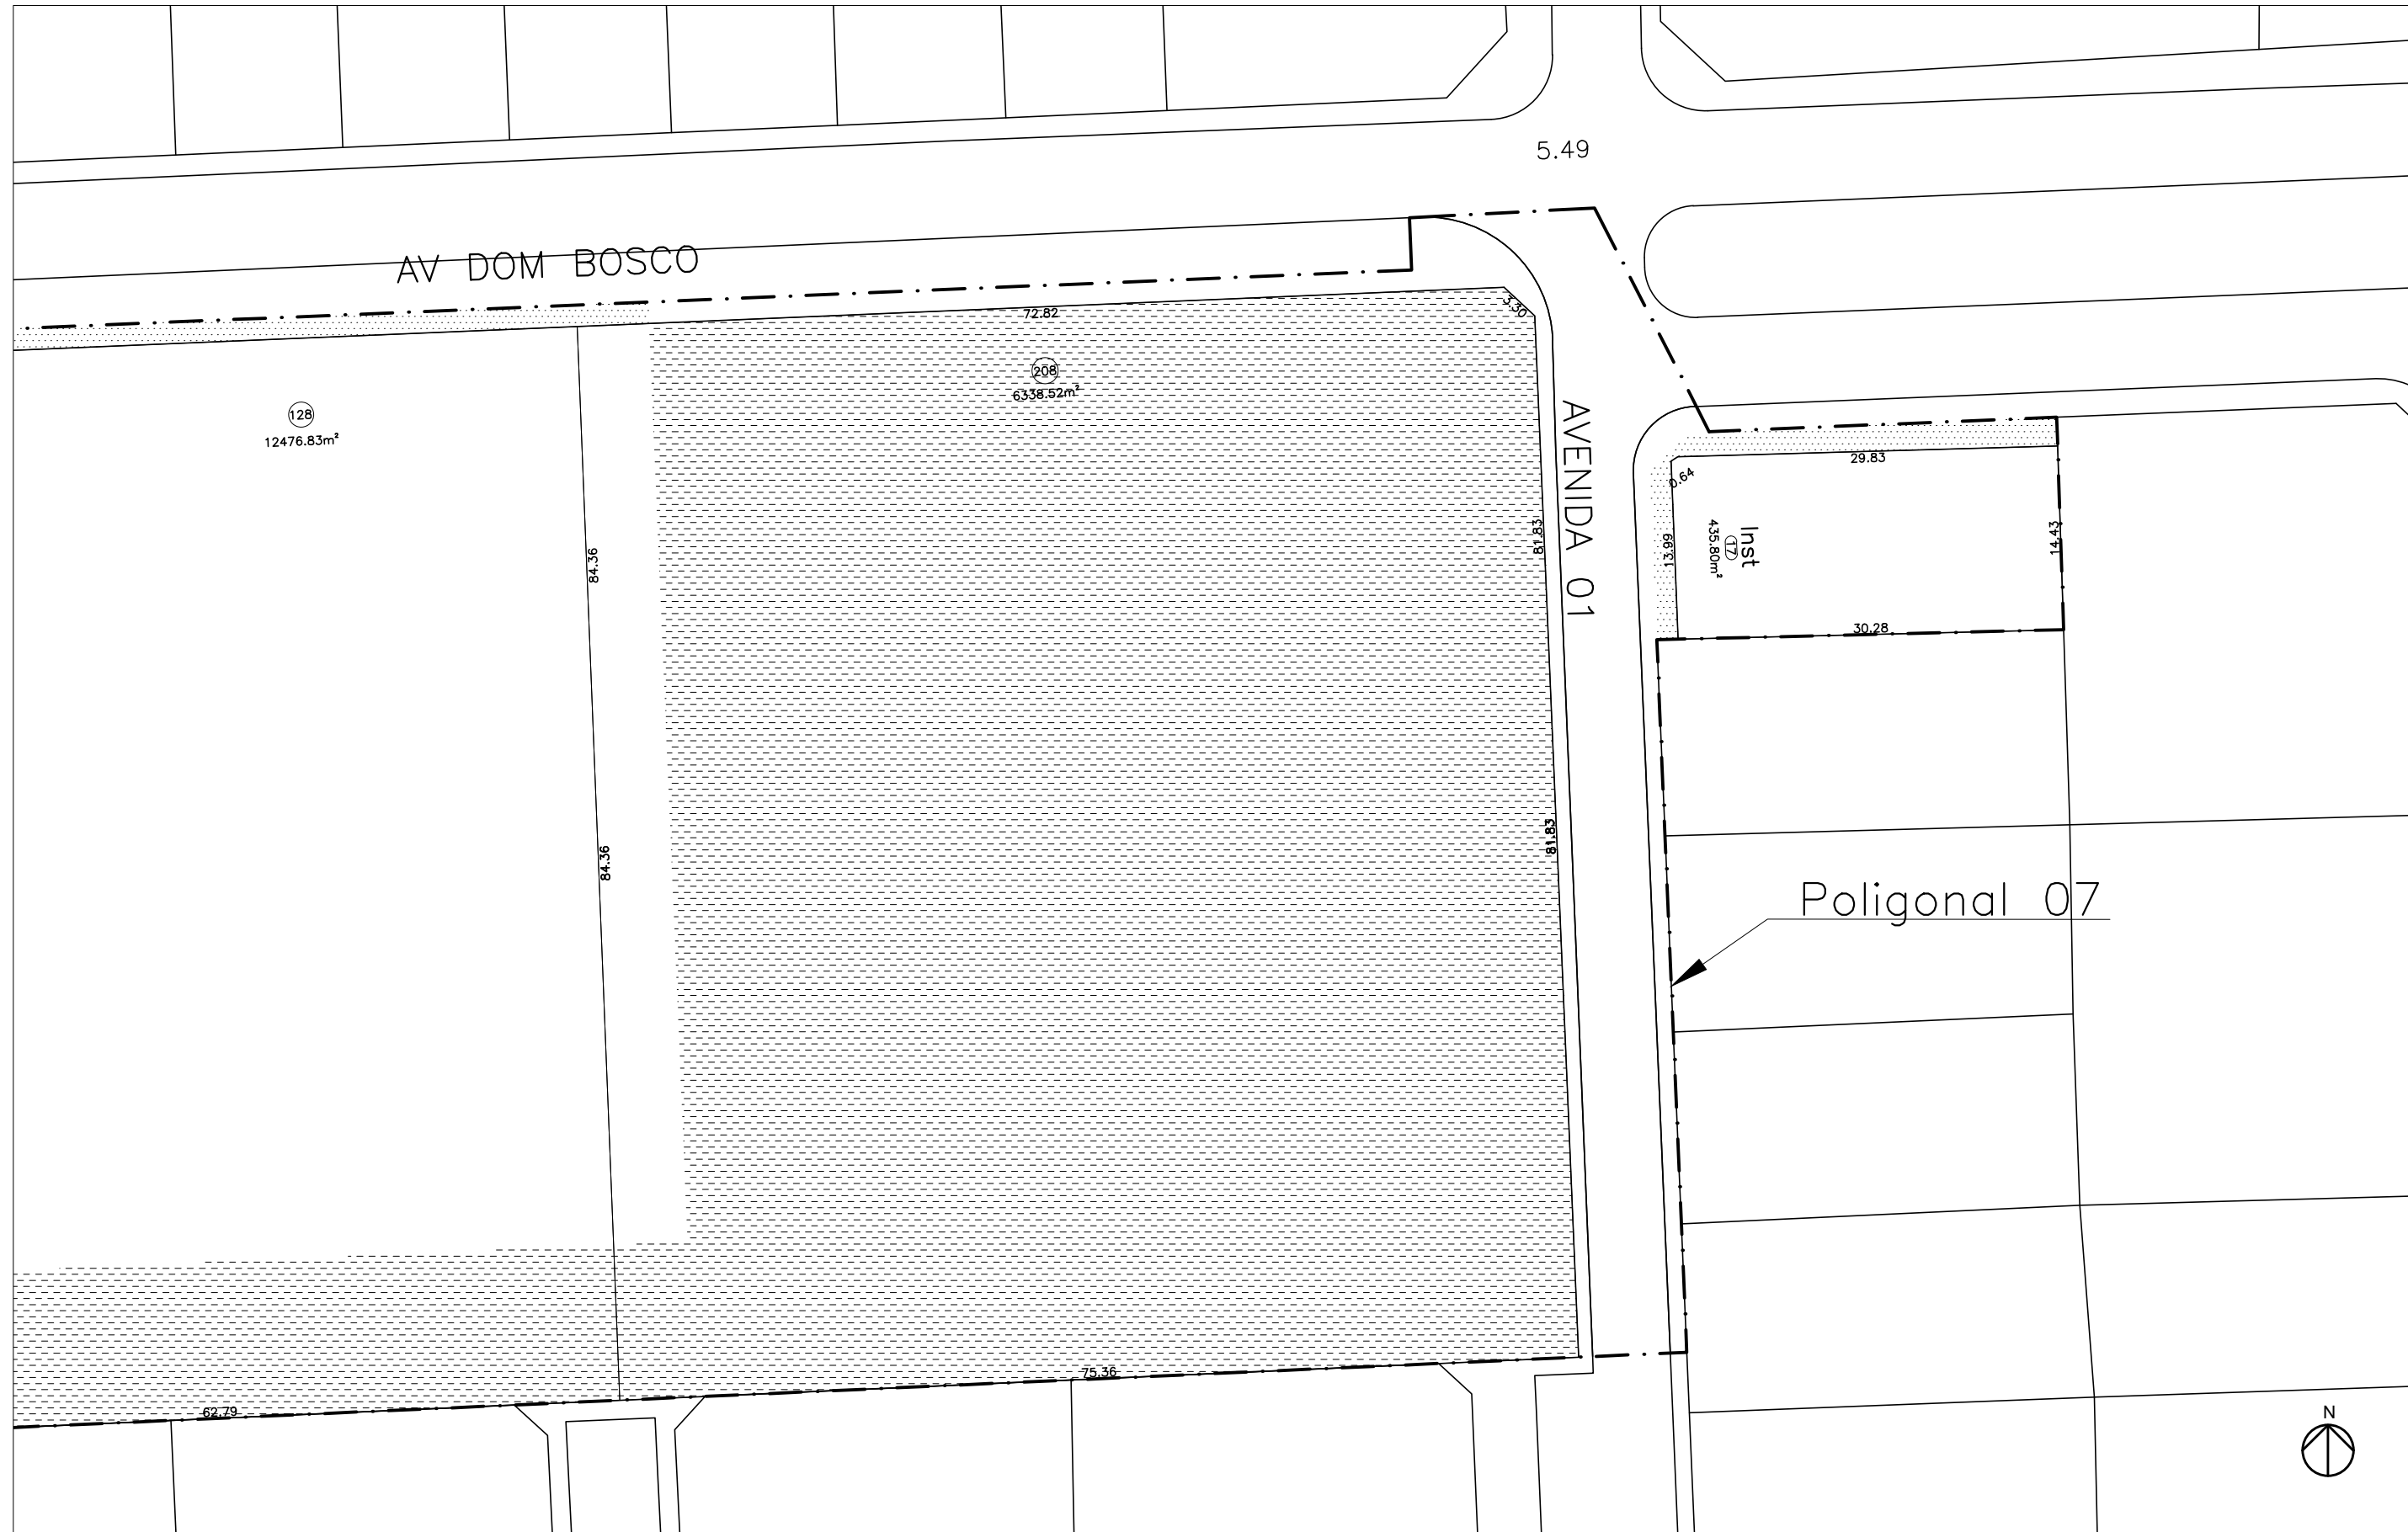 5.49
AV DOM BOSCO
72.82
3.30
208
6338.52m²
128
12476.83m²
AVENIDA 01
29.83
0.64
Inst
17
435.80m²
13.99
14.43
30.28
81.83
84.36
81.83
84.36
Poligonal 07
75.36
62.79
N